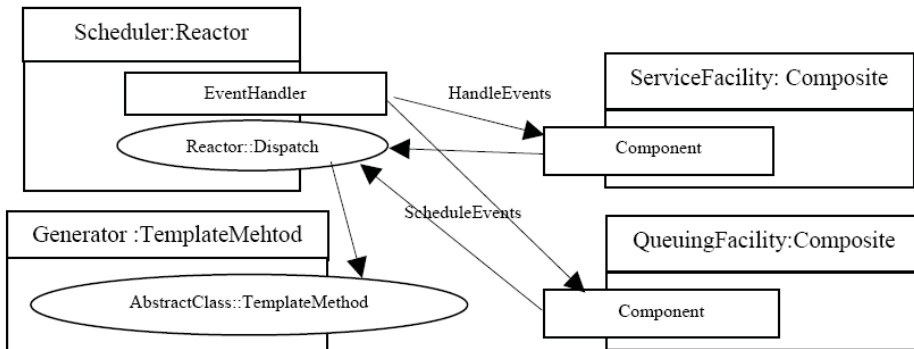 Scheduler:Reactor
EventHandler
Reactor::Dispatch
HandleEvents
ServiceFacility: Composite
Component
ScheduleEvents
Generator :TemplateMehtod
AbstractClass::TemplateMethod
QueuingFacility:Composite
Component